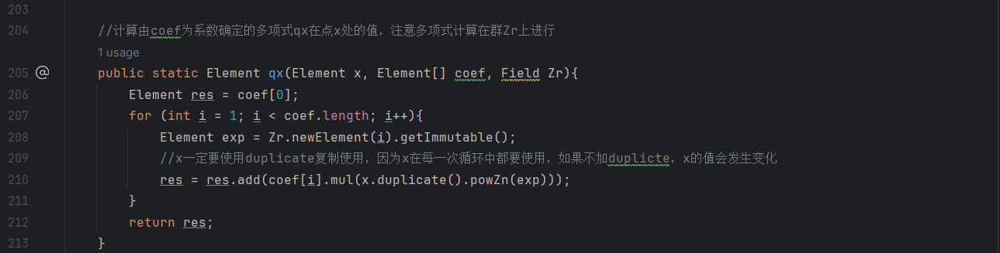 203
204 //计算由coef为系数确定的多项式qx在点x处的值，注意多项式计算在群Zr上进行
1 usage
205 @ public static Element qx(Element x, Element[] coef, Field Zr){
206 Element res = coef[0];
207 for (int i = 1; i < coef.length; i++){
208 Element exp = Zr.newElement(i).getImmutable();
209 //x一定要使用duplicate复制使用，因为x在每一次循环中都要使用，如果不加duplicte，x的值会发生变化
210 res = res.add(coef[i].mul(x.duplicate().powZn(exp)));
211 }
212 return res;
213 }